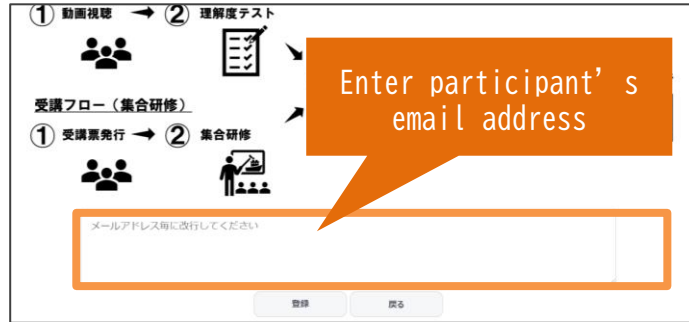 ① 動画視聴 → ② 理解度テスト
Enter participant’s
email address
受講フロー（集合研修）
① 受講票発行 → ② 集合研修
メールアドレス毎に改行してください
登録 戻る